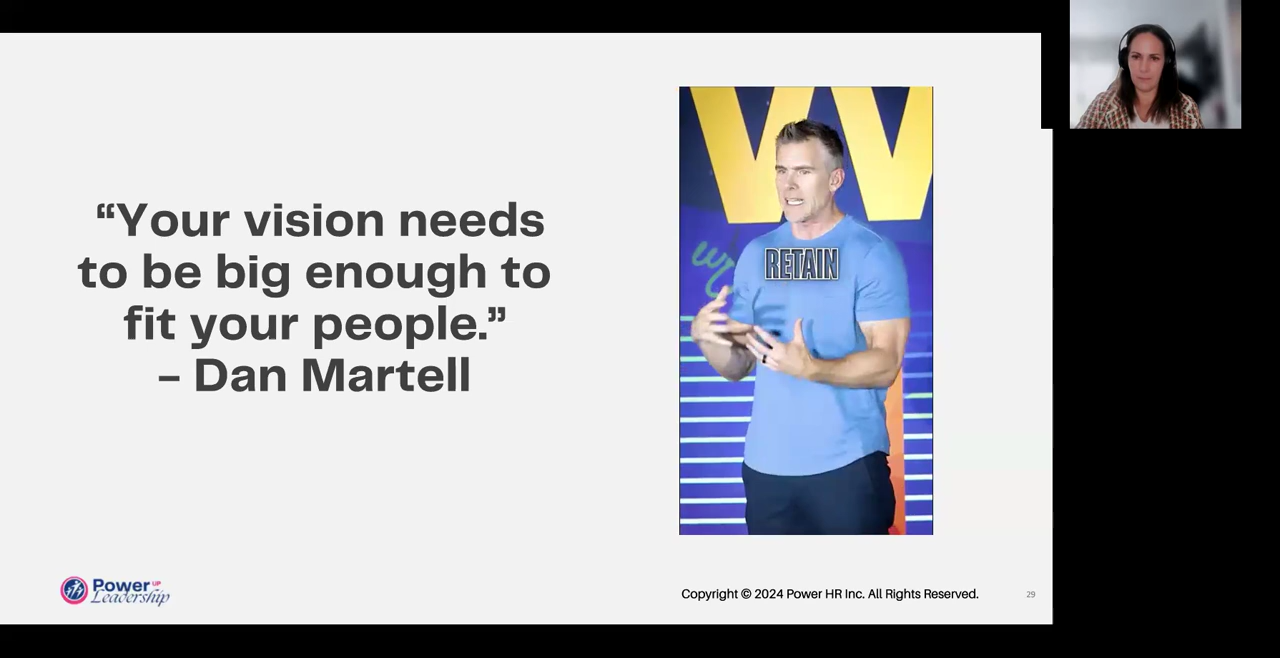 “Your vision needs
to be big enough to
fit your people.”
– Dan Martell
W
wr
RETAIN
Power UP
Leadership
Copyright © 2024 Power HR Inc. All Rights Reserved.
29